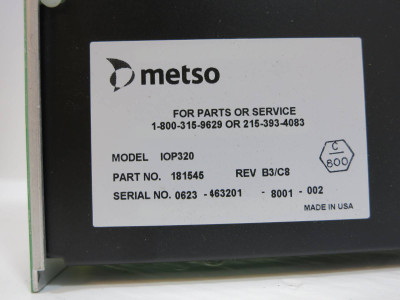 metso
FOR PARTS OR SERVICE
1-800-315-9629 OR 215-393-4083
MODEL IOP320
C
800
PART NO. 181545 REV B3/C8
SERIAL NO. 0623 -463201 - 8001 - 002
MADE IN USA